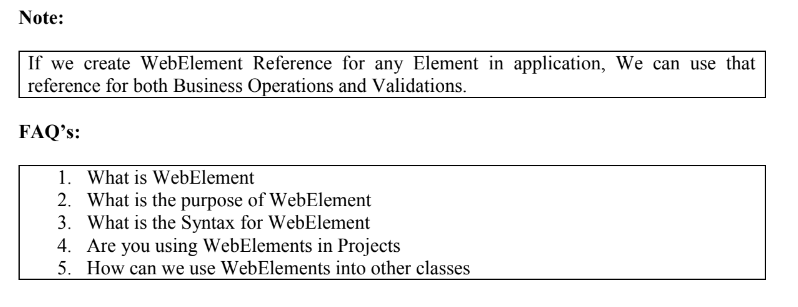 Note:
If we create WebElement Reference for any Element in application, We can use that
reference for both Business Operations and Validations.
FAQ’s:
1. What is WebElement
2. What is the purpose of WebElement
3. What is the Syntax for WebElement
4. Are you using WebElements in Projects
5. How can we use WebElements into other classes